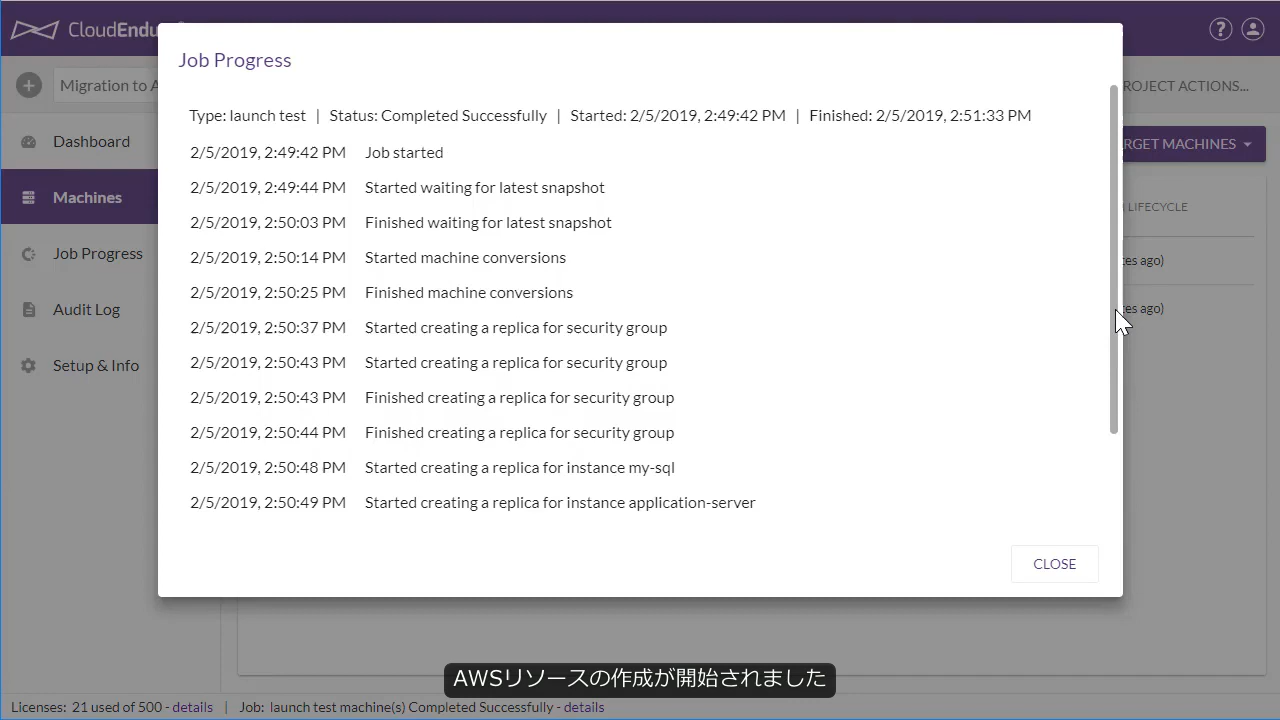 CloudEndu
Job Progress
Migration to A
ROJECT ACTIONS...
Type: launch test | Status: Completed Successfully | Started: 2/5/2019, 2:49:42 PM | Finished: 2/5/2019, 2:51:33 PM
Dashboard
RGET MACHINES
2/5/2019, 2:49:42 PM Job started
2/5/2019, 2:49:44 PM Started waiting for latest snapshot
Machines
LIFECYCLE
2/5/2019, 2:50:03 PM Finished waiting for latest snapshot
Job Progress
2/5/2019, 2:50:14 PM Started machine conversions
tes ago)
2/5/2019, 2:50:25 PM Finished machine conversions
Audit Log
tes ago)
2/5/2019, 2:50:37 PM Started creating a replica for security group
2/5/2019, 2:50:43 PM Started creating a replica for security group
Setup & Info
2/5/2019, 2:50:43 PM Finished creating a replica for security group
2/5/2019, 2:50:44 PM Finished creating a replica for security group
2/5/2019, 2:50:48 PM Started creating a replica for instance my-sql
2/5/2019, 2:50:49 PM Started creating a replica for instance application-server
CLOSE
AWSリソースの作成が開始されました
Licenses: 21 used of 500 - details | Job: launch test machine(s) Completed Successfully - details